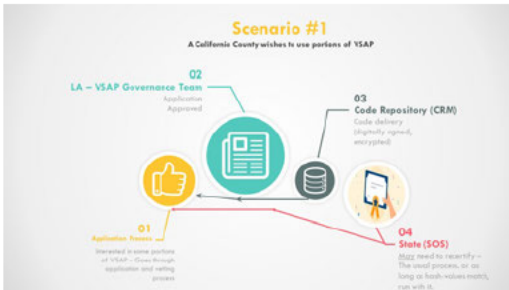 Scenario #1
A California County wishes to use portions of VSAP
02
LA – VSAP Governance Team
Application
Approved
03
Code Repository (CRM)
Code delivery
(digitally signed,
encrypted)
01
Application Process
Interested in some portions
of VSAP – Goes through
application and vetting
process
04
State (SOS)
May need to recertify –
The usual process, or as
long as hash-values match,
run with it.